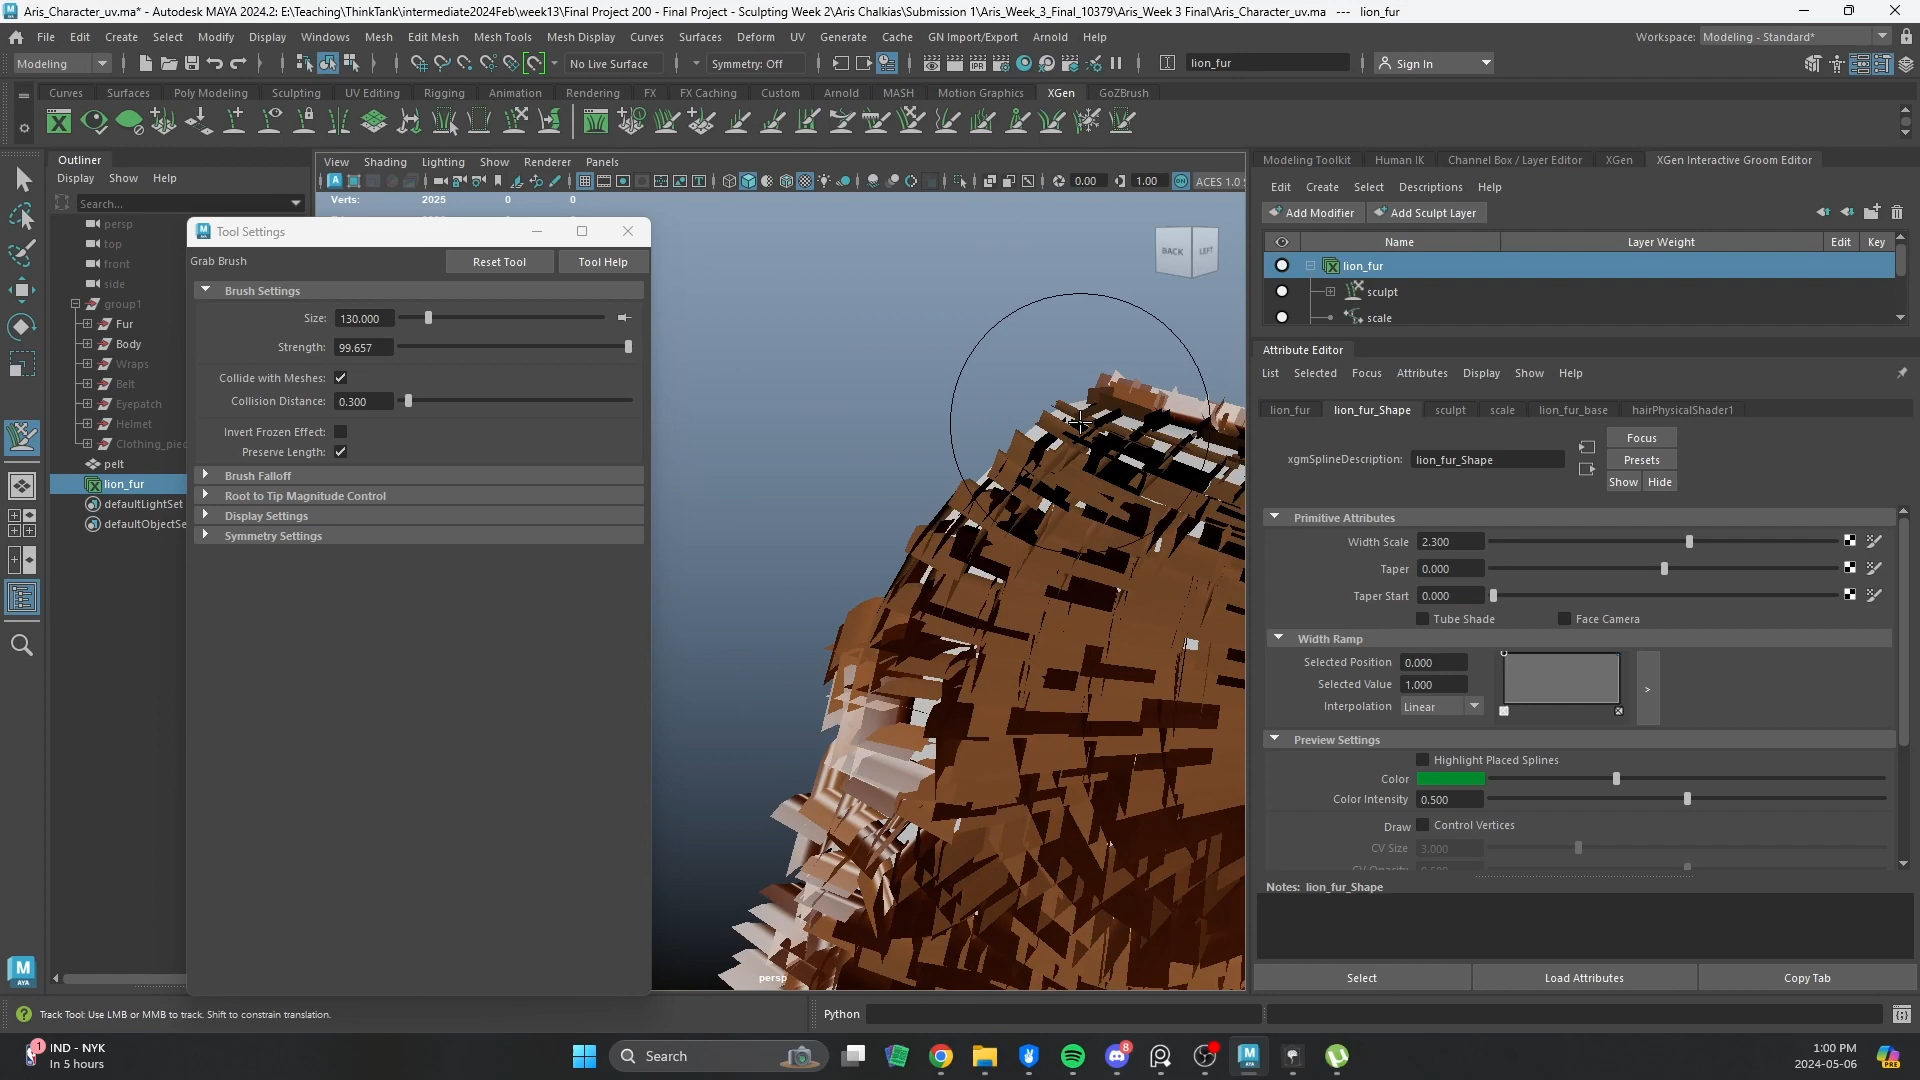 Aris_Character_uv.ma* - Autodesk MAYA 2024.2: E:\Teaching\ThinkTank\intermediate2024Feb\week13\Final Project 200 - Final Project - Sculpting Week 2\Aris Chalkias\Submission 1\Aris_Week_3_Final_10379\Aris_Week 3 Final\Aris_Character_uv.ma --- lion_fur
File Edit Create Select Modify Display Windows Mesh Edit Mesh Mesh Tools Mesh Display Curves Surfaces Deform UV Generate Cache GN Import/Export Arnold Help
Workspace: Modeling - Standard*
Modeling No Live Surface Symmetry: Off lion_fur Sign In
Curves Surfaces Poly Modeling Sculpting UV Editing Rigging Animation Rendering FX FX Caching Custom Arnold MASH Motion Graphics XGen GoZBrush
Outliner
Display Show Help
Search...
persp
top
front
side
group1
Fur
Body
Wraps
Belt
Eyepatch
Helmet
Clothing_piec
pelt
lion_fur
defaultLightSet
defaultObjectSe
View Shading Lighting Show Renderer Panels
0.00 1.00 ACES 1.0
Verts: 2025 0 0
BACK LEFT
persp
Tool Settings
Grab Brush Reset Tool Tool Help
Brush Settings
Size: 130.000
Strength: 99.657
Collide with Meshes:
Collision Distance: 0.300
Invert Frozen Effect:
Preserve Length:
Brush Falloff
Root to Tip Magnitude Control
Display Settings
Symmetry Settings
Modeling Toolkit Human IK Channel Box / Layer Editor XGen XGen Interactive Groom Editor
Edit Create Select Descriptions Help
Add Modifier Add Sculpt Layer
Name Layer Weight Edit Key
lion_fur
sculpt
scale
Attribute Editor
List Selected Focus Attributes Display Show Help
lion_fur lion_fur_Shape sculpt scale lion_fur_base hairPhysicalShader1
Focus
xgmSplineDescription: lion_fur_Shape Presets
Show Hide
Primitive Attributes
Width Scale 2.300
Taper 0.000
Taper Start 0.000
Tube Shade Face Camera
Width Ramp
Selected Position 0.000
Selected Value 1.000
Interpolation Linear
>
Preview Settings
Highlight Placed Splines
Color
Color Intensity 0.500
Draw Control Vertices
CV Size 3.000
Notes: lion_fur_Shape
Select Load Attributes Copy Tab
Track Tool: Use LMB or MMB to track. Shift to constrain translation.
Python
1 IND - NYK
In 5 hours
Search
8
1:00 PM
2024-05-06